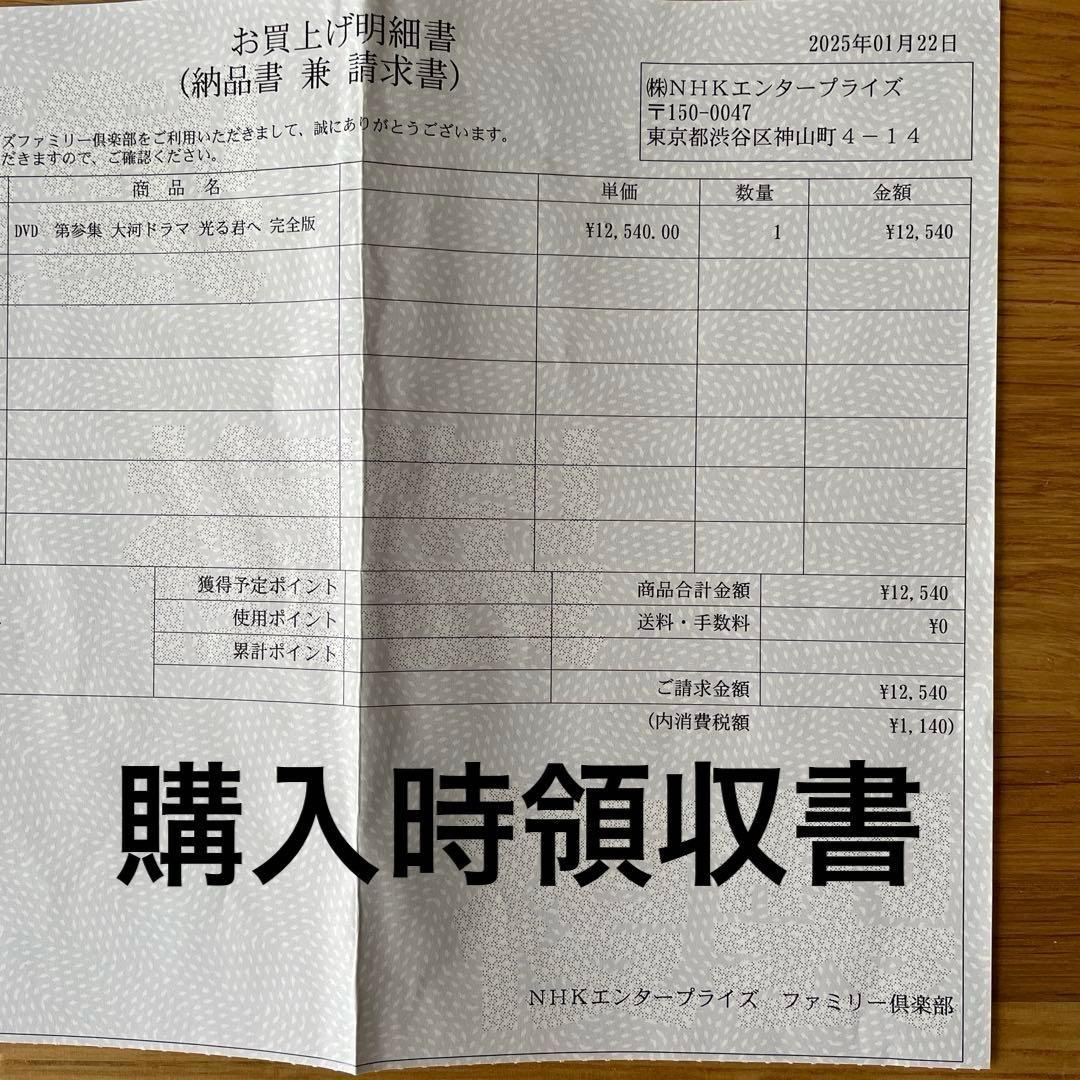 お買上げ明細書
(納品書 兼 請求書)
2025年01月22日
㈱NHKエンタープライズ
〒150-0047
東京都渋谷区神山町4-14
ズファミリー倶楽部をご利用いただきまして、誠にありがとうございます。
だきますので、ご確認ください。
商 品 名 単価 数量 金額
DVD 第参集 大河ドラマ 光る君へ 完全版 ¥12,540.00 1 ¥12,540
獲得予定ポイント 商品合計金額 ¥12,540
使用ポイント 送料・手数料 ¥0
累計ポイント
ご請求金額 ¥12,540
(内消費税額 ¥1,140)
購入時領収書
NHKエンタープライズ ファミリー倶楽部